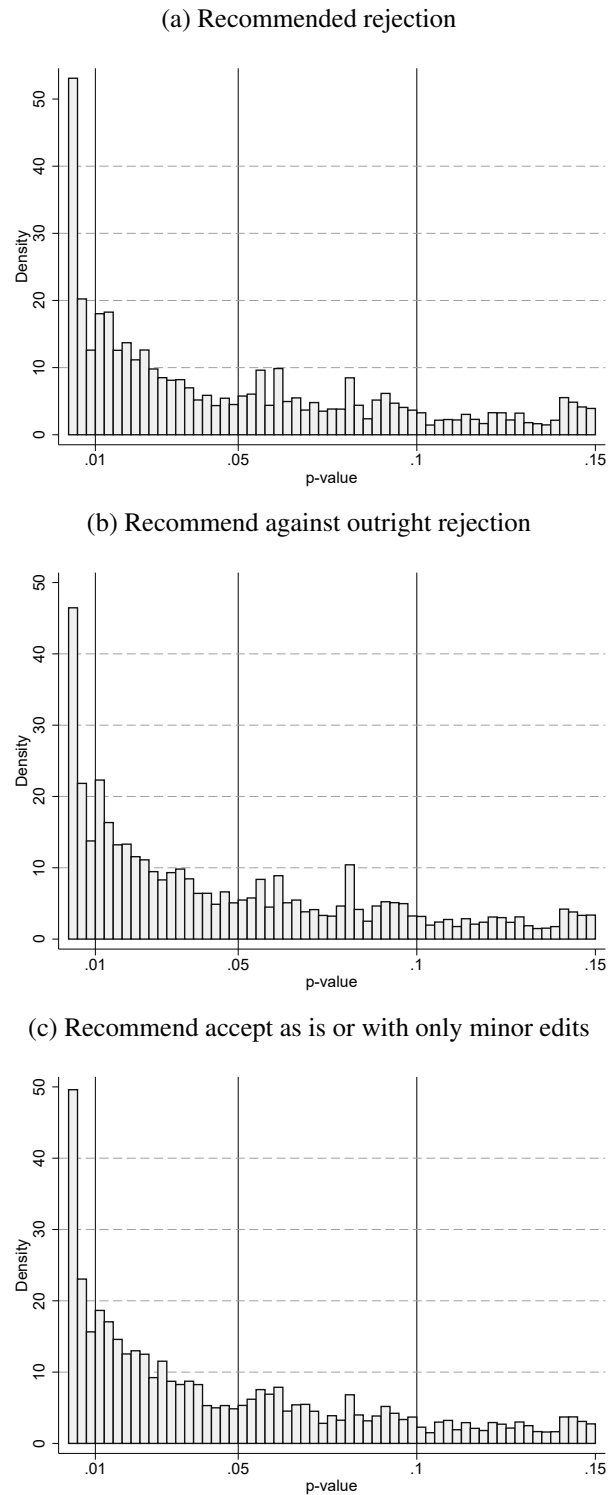 (a) Recommended rejection
50
40
30
20
10
0
Density
.01 .05 .1 .15
p-value
(b) Recommend against outright rejection
50
40
30
20
10
0
Density
.01 .05 .1 .15
p-value
(c) Recommend accept as is or with only minor edits
50
40
30
20
10
0
Density
.01 .05 .1 .15
p-value